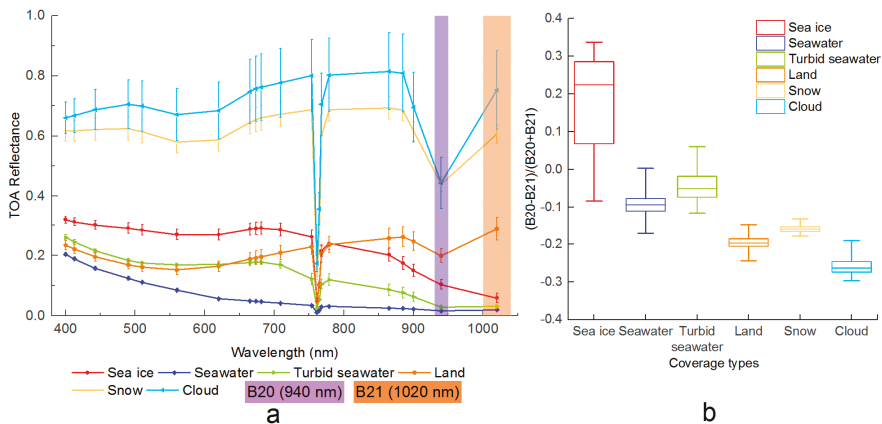 1.0
0.8
0.6
0.4
0.2
0.0
TOA Reflectance
400
500
600
700
800
900
1000
Wavelength (nm)
Sea ice
Seawater
Turbid seawater
Land
Snow
Cloud
B20 (940 nm)
B21 (1020 nm)
a
0.4
0.3
0.2
0.1
0.0
-0.1
-0.2
-0.3
-0.4
(B20-B21)/(B20+B21)
Sea ice
Seawater
Turbid seawater
Land
Snow
Cloud
Sea ice
Seawater
Turbid
seawater
Land
Snow
Cloud
Coverage types
b